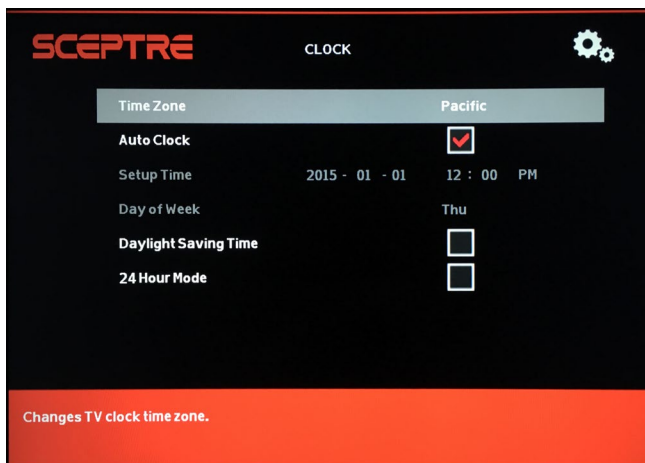 SCEPTRE CLOCK
Time Zone Pacific
Auto Clock
Setup Time 2015 - 01 - 01 12 : 00 PM
Day of Week Thu
Daylight Saving Time
24 Hour Mode
Changes TV clock time zone.